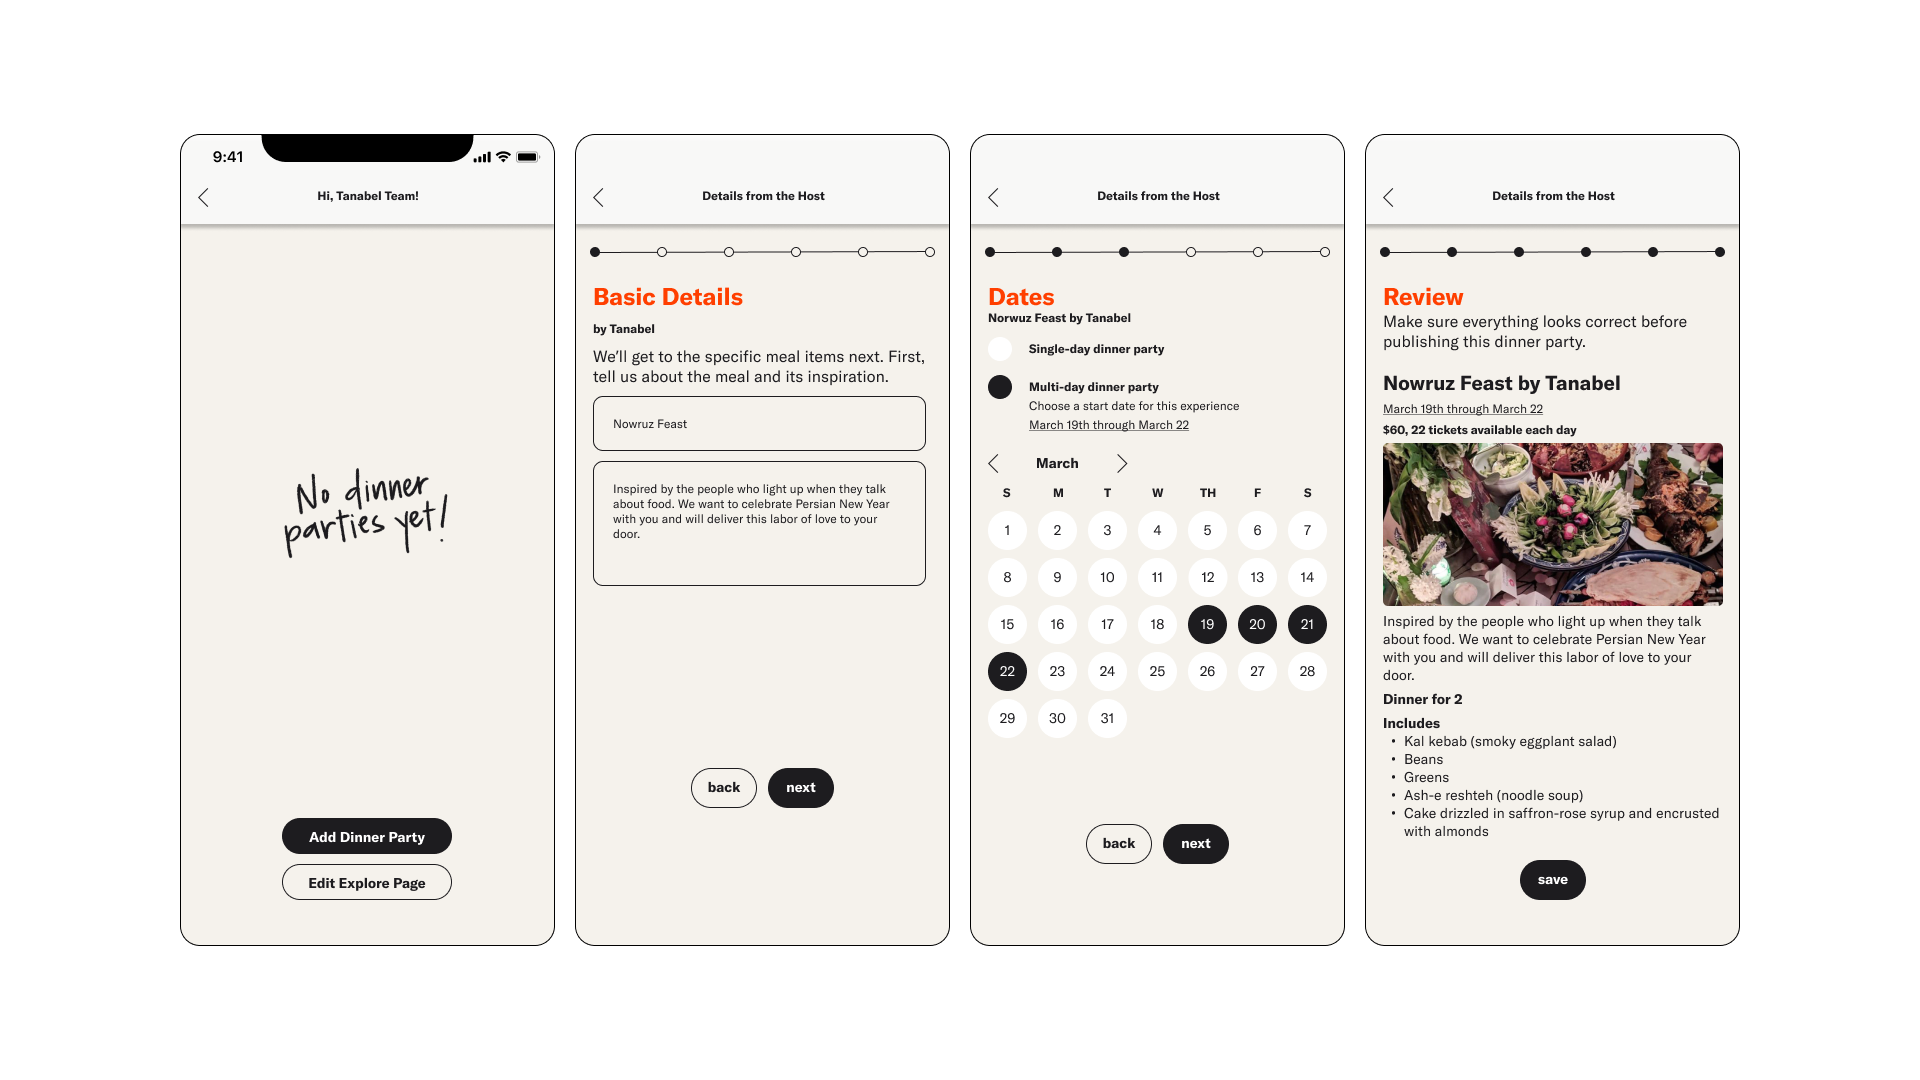 9:41
Hi, Tanabel Team!
No dinner
parties yet!
Add Dinner Party
Edit Explore Page
Details from the Host
Basic Details
by Tanabel
We’ll get to the specific meal items next. First,
tell us about the meal and its inspiration.
Nowruz Feast
Inspired by the people who light up when they talk
about food. We want to celebrate Persian New Year
with you and will deliver this labor of love to your
door.
back next
Details from the Host
Dates
Norwuz Feast by Tanabel
Single-day dinner party
Multi-day dinner party
Choose a start date for this experience
March 19th through March 22
March
S M T W TH F S
1 2 3 4 5 6 7
8 9 10 11 12 13 14
15 16 17 18 19 20 21
22 23 24 25 26 27 28
29 30 31
back next
Details from the Host
Review
Make sure everything looks correct before
publishing this dinner party.
Nowruz Feast by Tanabel
March 19th through March 22
$60, 22 tickets available each day
Inspired by the people who light up when they talk
about food. We want to celebrate Persian New Year
with you and will deliver this labor of love to your
door.
Dinner for 2
Includes
• Kal kebab (smoky eggplant salad)
• Beans
• Greens
• Ash-e reshteh (noodle soup)
• Cake drizzled in saffron-rose syrup and encrusted
with almonds
save